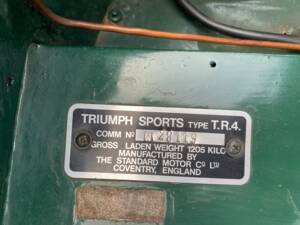 TRIUMPH SPORTS TYPE T.R.4.
COMM Nº
GROSS LADEN WEIGHT 1205 KILO
MANUFACTURED BY
THE STANDARD MOTOR Cº LTD
COVENTRY, ENGLAND